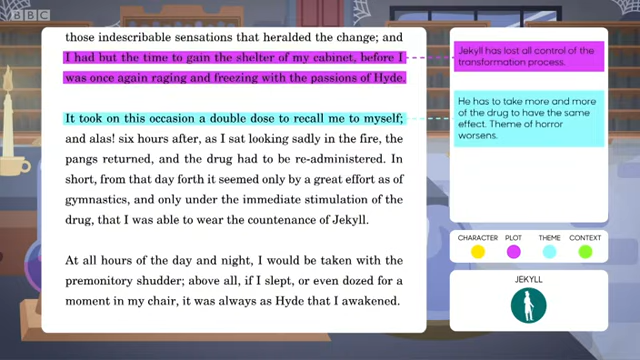 BBC
those indescribable sensations that heralded the change; and
I had but the time to gain the shelter of my cabinet, before I
was once again raging and freezing with the passions of Hyde.
It took on this occasion a double dose to recall me to myself;
and alas! six hours after, as I sat looking sadly in the fire, the
pangs returned, and the drug had to be re-administered. In
short, from that day forth it seemed only by a great effort as of
gymnastics, and only under the immediate stimulation of the
drug, that I was able to wear the countenance of Jekyll.
At all hours of the day and night, I would be taken with the
premonitory shudder; above all, if I slept, or even dozed for a
moment in my chair, it was always as Hyde that I awakened.
Jekyll has lost all control of the
transformation process.
He has to take more and more
of the drug to have the same
effect. Theme of horror
worsens.
CHARACTER PLOT THEME CONTEXT
JEKYLL